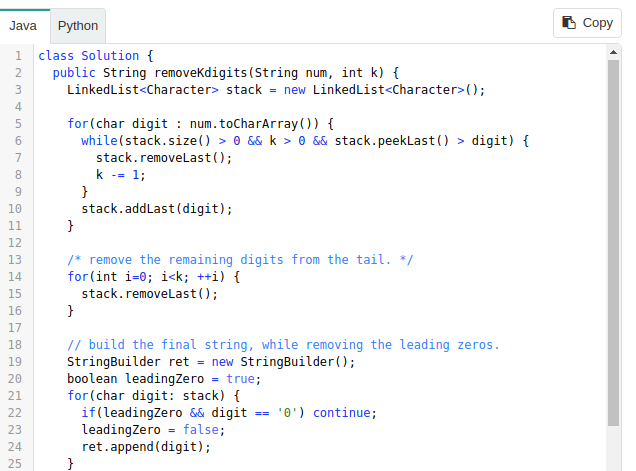 Java
Python
Copy
1 class Solution {
2 public String removeKdigits(String num, int k) {
3 LinkedList<Character> stack = new LinkedList<Character>();
4
5 for(char digit : num.toCharArray()) {
6 while(stack.size() > 0 && k > 0 && stack.peekLast() > digit) {
7 stack.removeLast();
8 k -= 1;
9 }
10 stack.addLast(digit);
11 }
12
13 /* remove the remaining digits from the tail. */
14 for(int i=0; i<k; ++i) {
15 stack.removeLast();
16 }
17
18 // build the final string, while removing the leading zeros.
19 StringBuilder ret = new StringBuilder();
20 boolean leadingZero = true;
21 for(char digit: stack) {
22 if(leadingZero && digit == '0') continue;
23 leadingZero = false;
24 ret.append(digit);
25 }